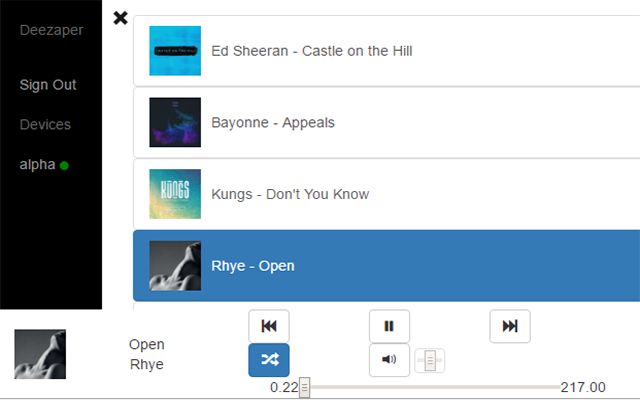 Deezaper
Sign Out
Devices
alpha
Ed Sheeran - Castle on the Hill
Bayonne - Appeals
KUNGS
Kungs - Don't You Know
Rhye - Open
Open
Rhye
0.22
217.00